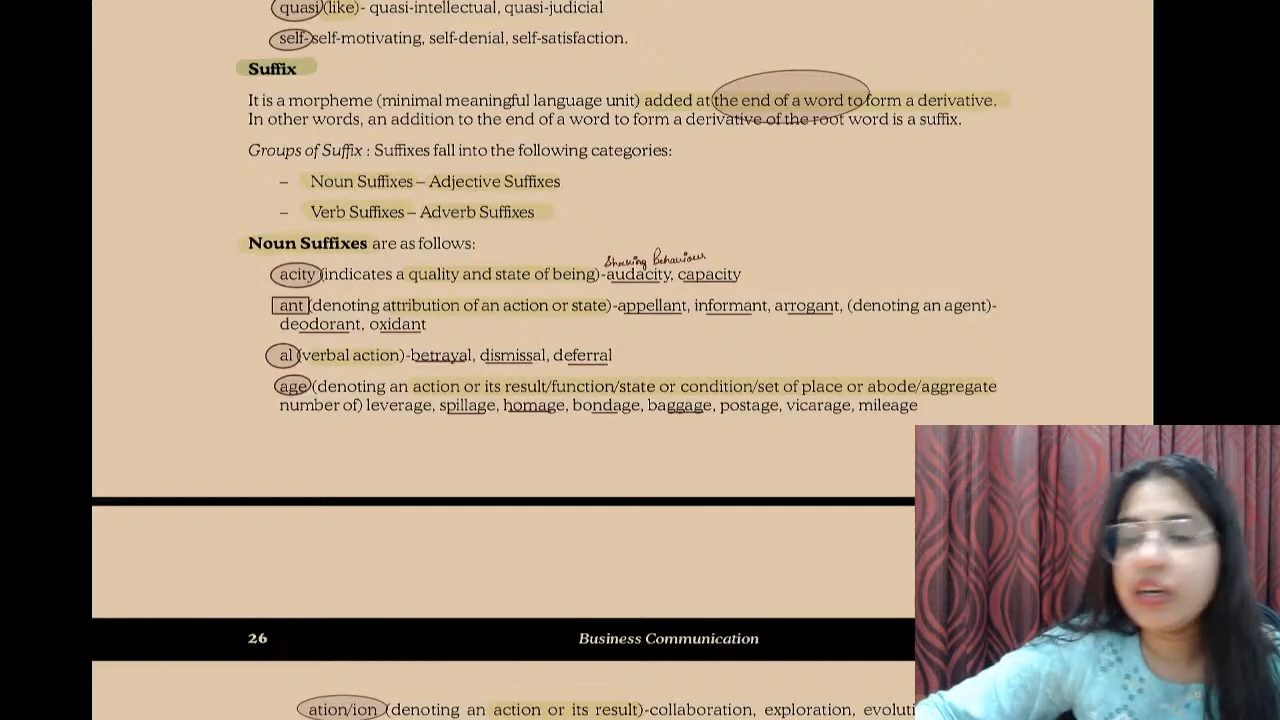 quasi (like)- quasi-intellectual, quasi-judicial
self-self-motivating, self-denial, self-satisfaction.
Suffix
It is a morpheme (minimal meaningful language unit) added at the end of a word to form a derivative.
In other words, an addition to the end of a word to form a derivative of the root word is a suffix.
Groups of Suffix : Suffixes fall into the following categories:
– Noun Suffixes – Adjective Suffixes
– Verb Suffixes – Adverb Suffixes
Noun Suffixes are as follows:
Shocking Behaviour
acity (indicates a quality and state of being)-audacity, capacity
ant (denoting attribution of an action or state)-appellant, informant, arrogant, (denoting an agent)-
deodorant, oxidant
al (verbal action)-betrayal, dismissal, deferral
age (denoting an action or its result/function/state or condition/set of place or abode/aggregate
number of) leverage, spillage, homage, bondage, baggage, postage, vicarage, mileage
26 Business Communication
ation/ion (denoting an action or its result)-collaboration, exploration,